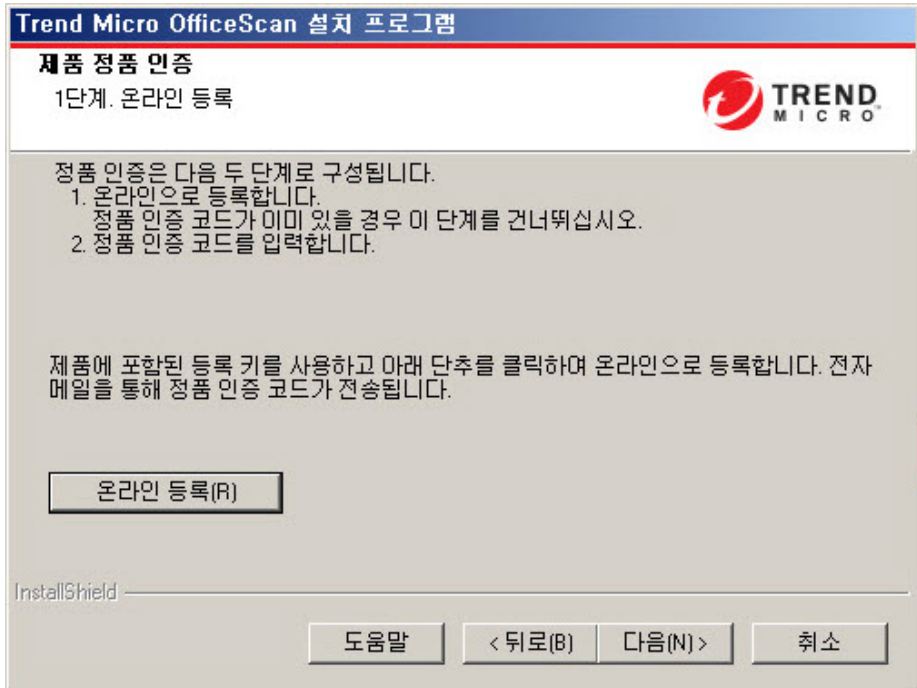 Trend Micro OfficeScan 설치 프로그램
제품 정품 인증
1단계. 온라인 등록
TREND
MICRO
정품 인증은 다음 두 단계로 구성됩니다.
1. 온라인으로 등록합니다.
정품 인증 코드가 이미 있을 경우 이 단계를 건너뛰십시오.
2. 정품 인증 코드를 입력합니다.
제품에 포함된 등록 키를 사용하고 아래 단추를 클릭하여 온라인으로 등록합니다. 전자
메일을 통해 정품 인증 코드가 전송됩니다.
온라인 등록(R)
InstallShield
도움말 < 뒤로(B) 다음(N) > 취소